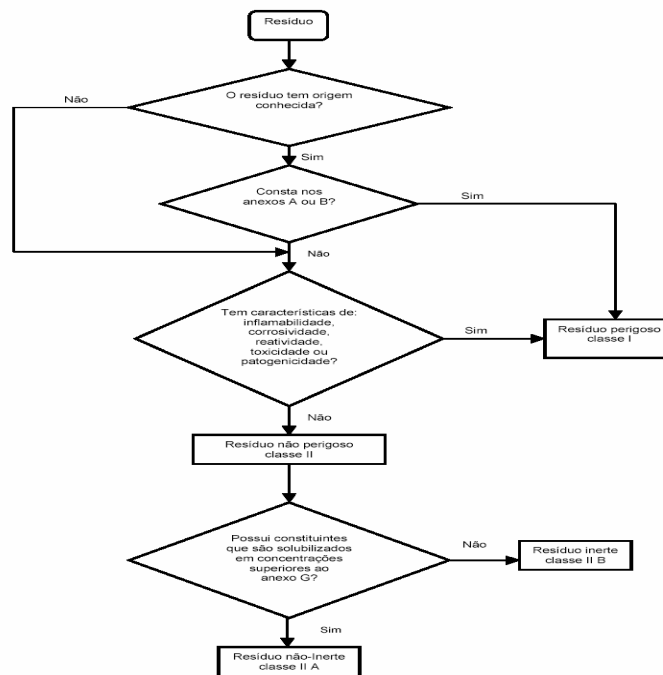 Resíduo
O resíduo tem origem
conhecida?
Não
Sim
Consta nos
anexos A ou B?
Sim
Não
Tem características de:
inflamabilidade,
corrosividade,
reatividade,
toxicidade ou
patogenicidade?
Sim
Resíduo perigoso
classe I
Não
Resíduo não perigoso
classe II
Possui constituintes
que são solubilizados
em concentrações
superiores ao
anexo G?
Não
Resíduo inerte
classe II B
Sim
Resíduo não-Inerte
classe II A